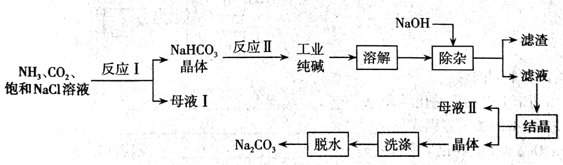 NaOH
NaHCO₃ 反应Ⅱ 工业 溶解 除杂 滤渣
晶体 纯碱
NH₃、CO₂、 反应Ⅰ
饱和NaCl溶液
母液Ⅰ 滤液
母液Ⅱ 结晶
Na₂CO₃ 脱水 洗涤 晶体